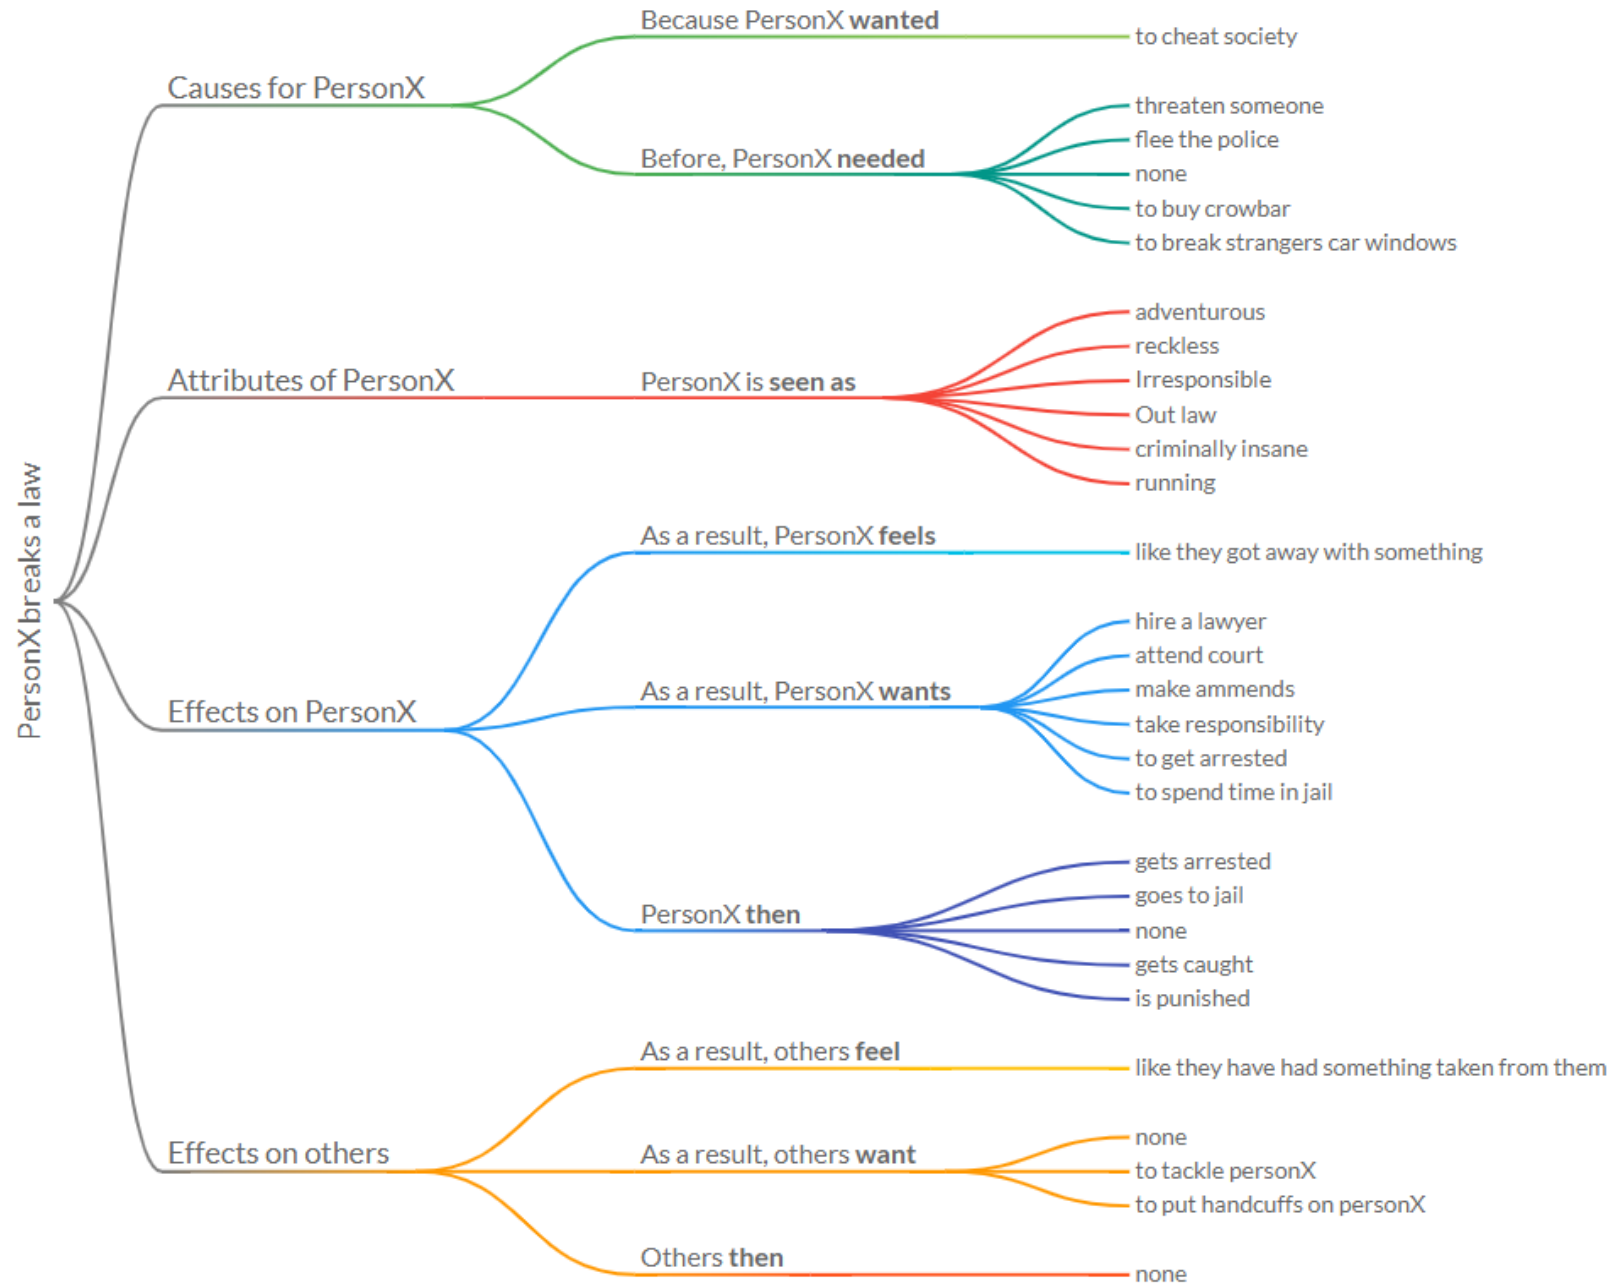 PersonX breaks a law
Causes for PersonX
Because PersonX wanted
to cheat society
Before, PersonX needed
threaten someone
flee the police
none
to buy crowbar
to break strangers car windows
Attributes of PersonX
PersonX is seen as
adventurous
reckless
Irresponsible
Out law
criminally insane
running
Effects on PersonX
As a result, PersonX feels
like they got away with something
As a result, PersonX wants
hire a lawyer
attend court
make ammends
take responsibility
to get arrested
to spend time in jail
PersonX then
gets arrested
goes to jail
none
gets caught
is punished
Effects on others
As a result, others feel
like they have had something taken from them
As a result, others want
none
to tackle personX
to put handcuffs on personX
Others then
none